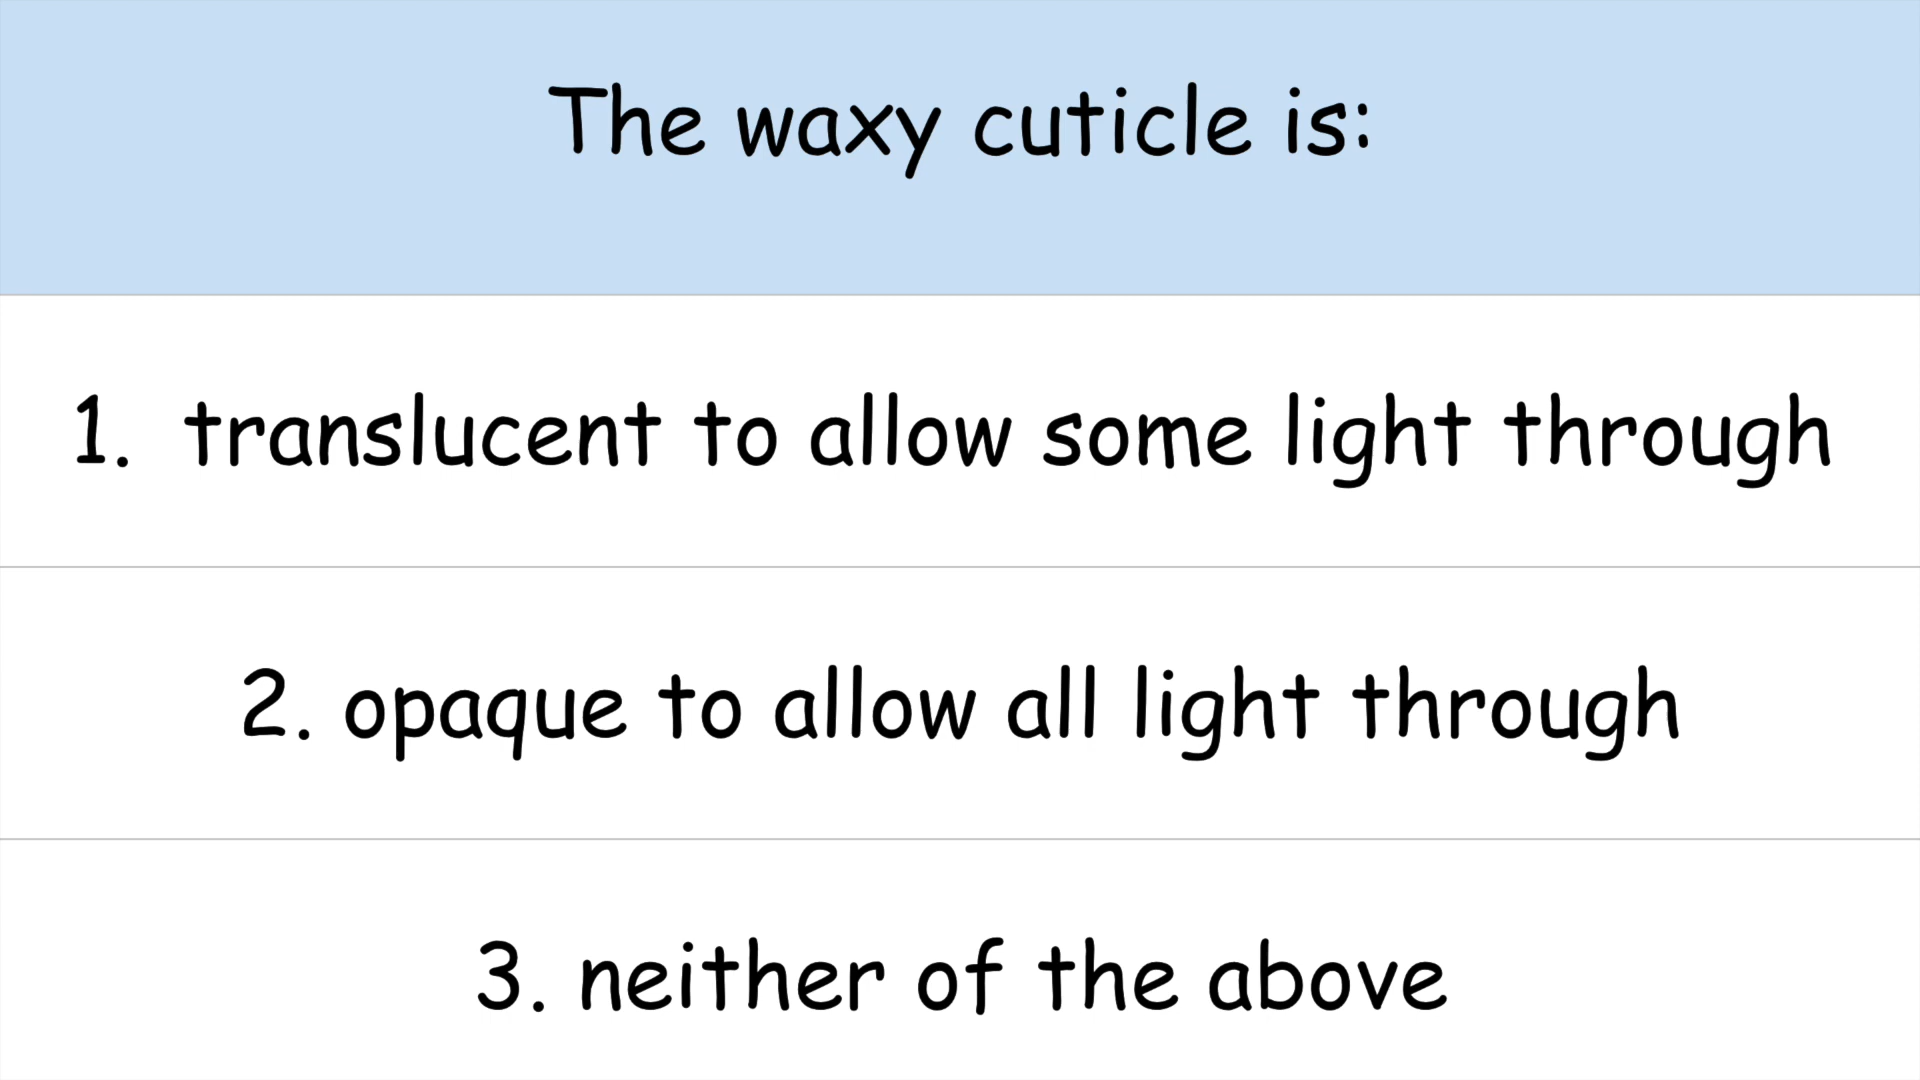 The waxy cuticle is:
1. translucent to allow some light through
2. opaque to allow all light through
3. neither of the above